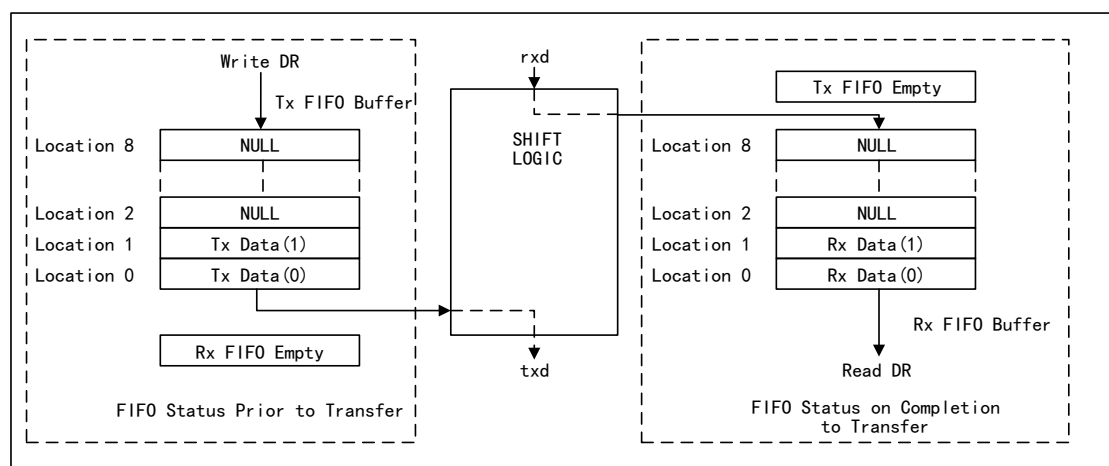 Write DR
Tx FIFO Buffer
Location 8
NULL
Location 2
NULL
Location 1
Tx Data(1)
Location 0
Tx Data(0)
Rx FIFO Empty
FIFO Status Prior to Transfer
rxd
SHIFT
LOGIC
txd
Tx FIFO Empty
Location 8
NULL
Location 2
NULL
Location 1
Rx Data(1)
Location 0
Rx Data(0)
Rx FIFO Buffer
Read DR
FIFO Status on Completion
to Transfer